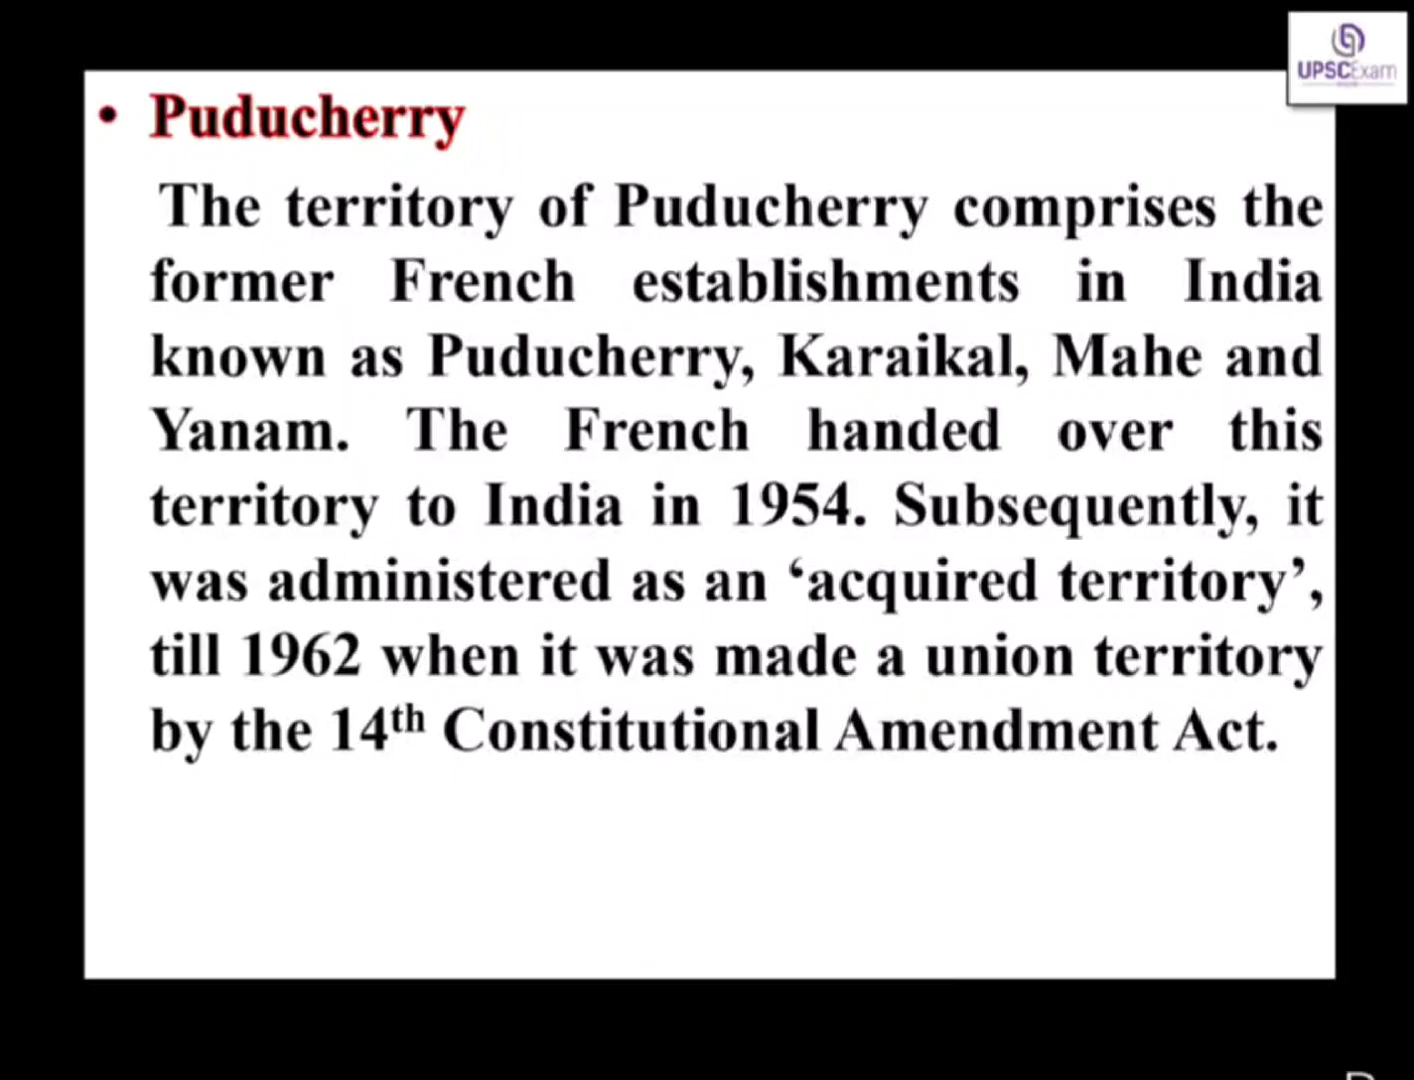 UPSCExam
• Puducherry
The territory of Puducherry comprises the
former French establishments in India
known as Puducherry, Karaikal, Mahe and
Yanam. The French handed over this
territory to India in 1954. Subsequently, it
was administered as an ‘acquired territory’,
till 1962 when it was made a union territory
by the 14th Constitutional Amendment Act.